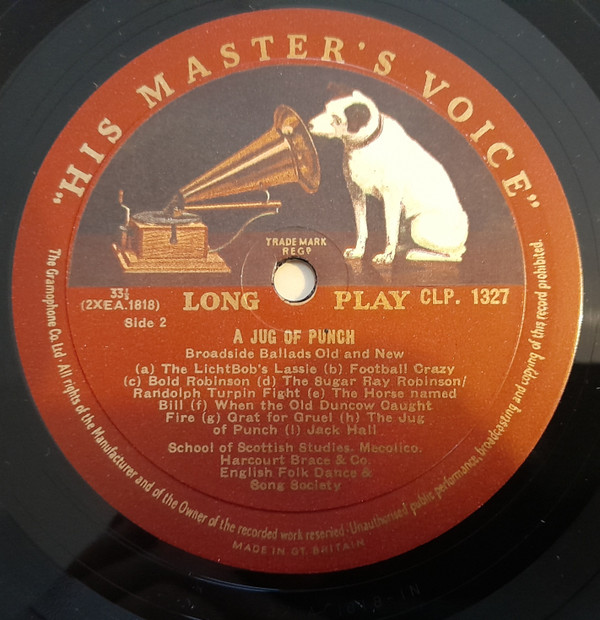 "HIS MASTER'S VOICE"
TRADE MARK
REGD
33⅓
(2XEA.1818)
Side 2
LONG PLAY
CLP. 1327
A JUG OF PUNCH
Broadside Ballads Old and New
(a) The LichtBob's Lassie (b) Football Crazy
(c) Bold Robinson (d) The Sugar Ray Robinson/
Randolph Turpin Fight (e) The Horse named
Bill (f) When the Old Duncow Caught
Fire (g) Grat for Gruel (h) The Jug
of Punch (i) Jack Hall
School of Scottish Studies. Mecolico.
Harcourt Brace & Co.
English Folk Dance &
Song Society
The Gramophone Co. Ltd · All rights of the Manufacturer and of the Owner of the recorded work reserved · Unauthorised public performance, broadcasting and copying of this record prohibited.
MADE IN GT. BRITAIN